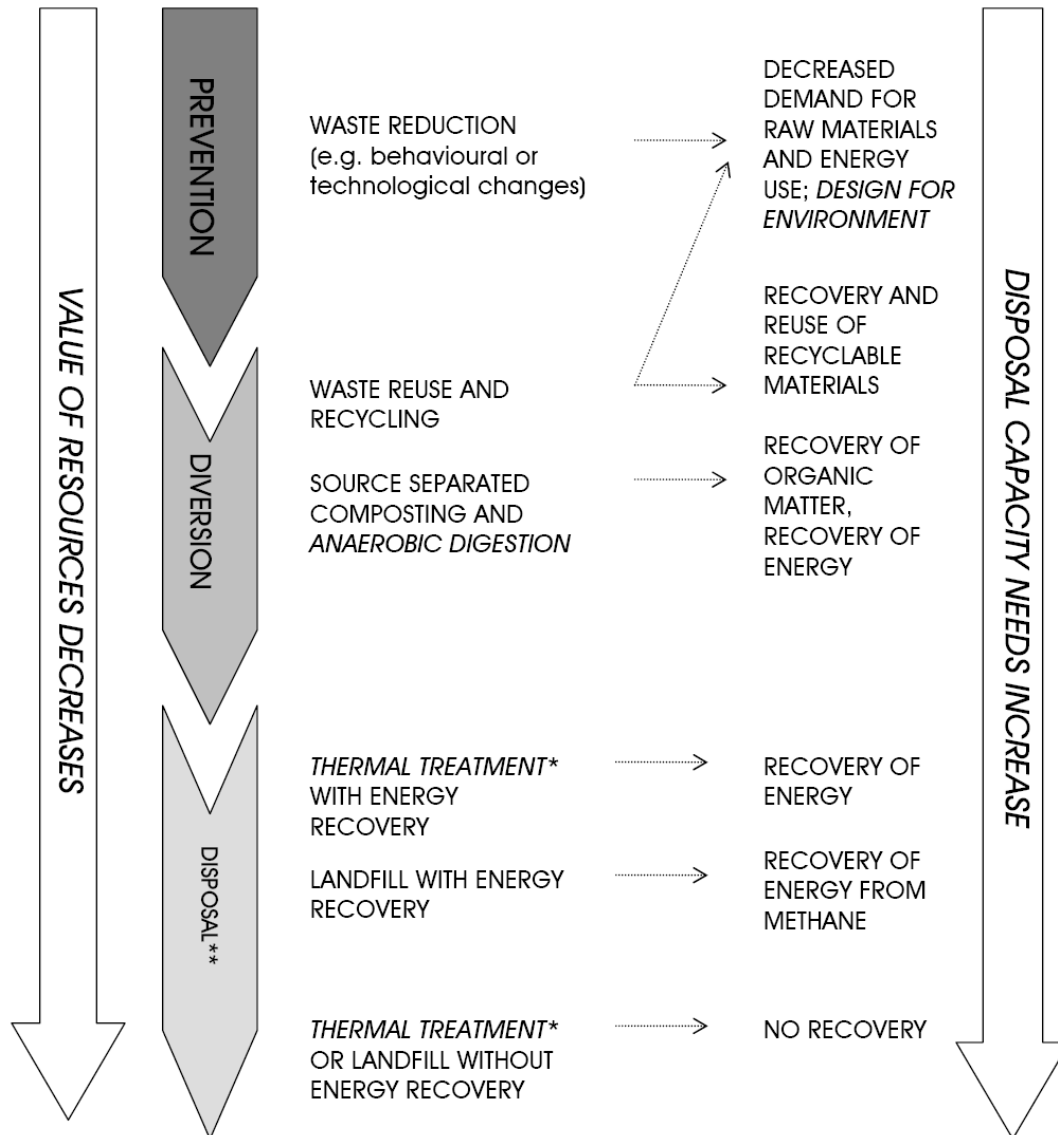 VALUE OF RESOURCES DECREASES
PREVENTION
WASTE REDUCTION
(e.g. behavioural or
technological changes)
DECREASED
DEMAND FOR
RAW MATERIALS
AND ENERGY
USE; DESIGN FOR
ENVIRONMENT
DIVERSION
WASTE REUSE AND
RECYCLING
RECOVERY AND
REUSE OF
RECYCLABLE
MATERIALS
SOURCE SEPARATED
COMPOSTING AND
ANAEROBIC DIGESTION
RECOVERY OF
ORGANIC
MATTER,
RECOVERY OF
ENERGY
DISPOSAL**
THERMAL TREATMENT*
WITH ENERGY
RECOVERY
RECOVERY OF
ENERGY
LANDFILL WITH ENERGY
RECOVERY
RECOVERY OF
ENERGY FROM
METHANE
THERMAL TREATMENT*
OR LANDFILL WITHOUT
ENERGY RECOVERY
NO RECOVERY
DISPOSAL CAPACITY NEEDS INCREASE